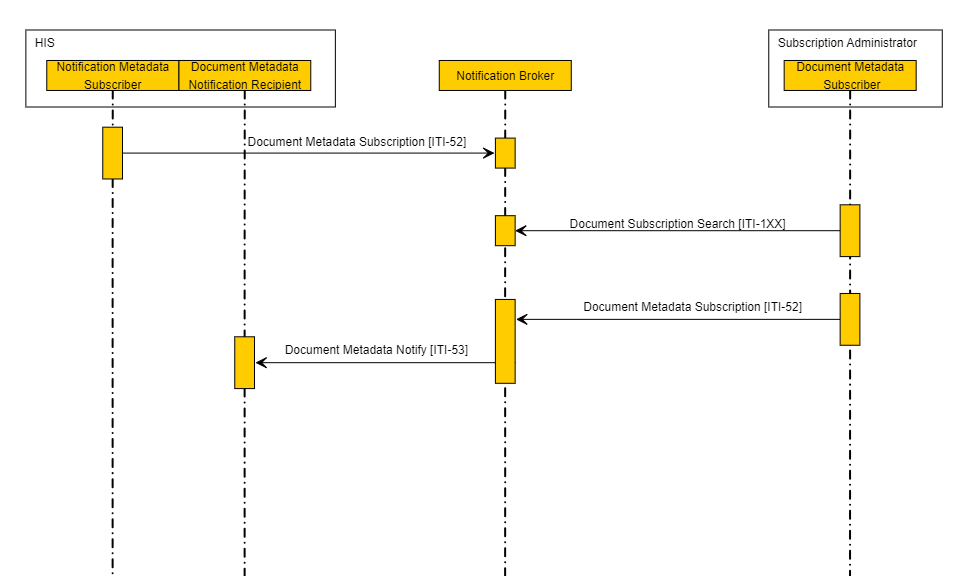 HIS
Subscription Administrator
Notification Metadata
Subscriber
Document Metadata
Notification Recipient
Notification Broker
Document Metadata
Subscriber
Document Metadata Subscription [ITI-52]
Document Subscription Search [ITI-1XX]
Document Metadata Subscription [ITI-52]
Document Metadata Notify [ITI-53]